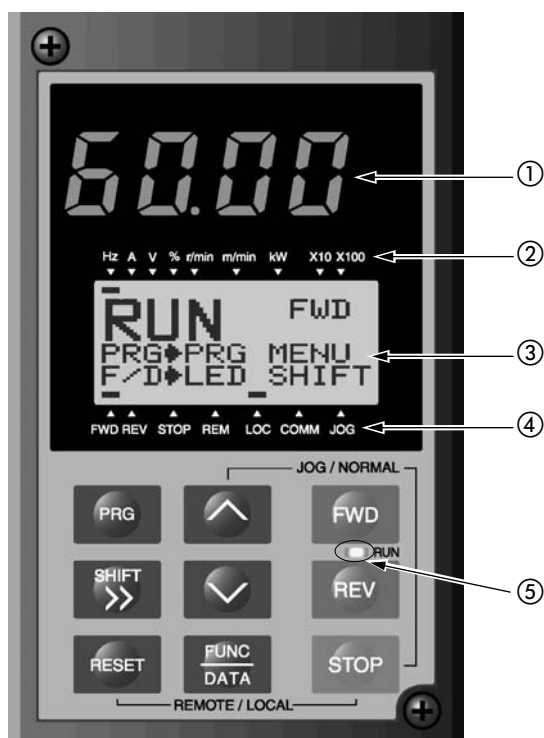 60.00
①
Hz A V % r/min m/min kW X10 X100
②
RUN FWD
PRG➧PRG MENU
③
F/D➧LED SHIFT
FWD REV STOP REM LOC COMM JOG
④
JOG / NORMAL
PRG
FWD
RUN
SHIFT
>>
REV
⑤
RESET
FUNC
DATA
STOP
REMOTE / LOCAL